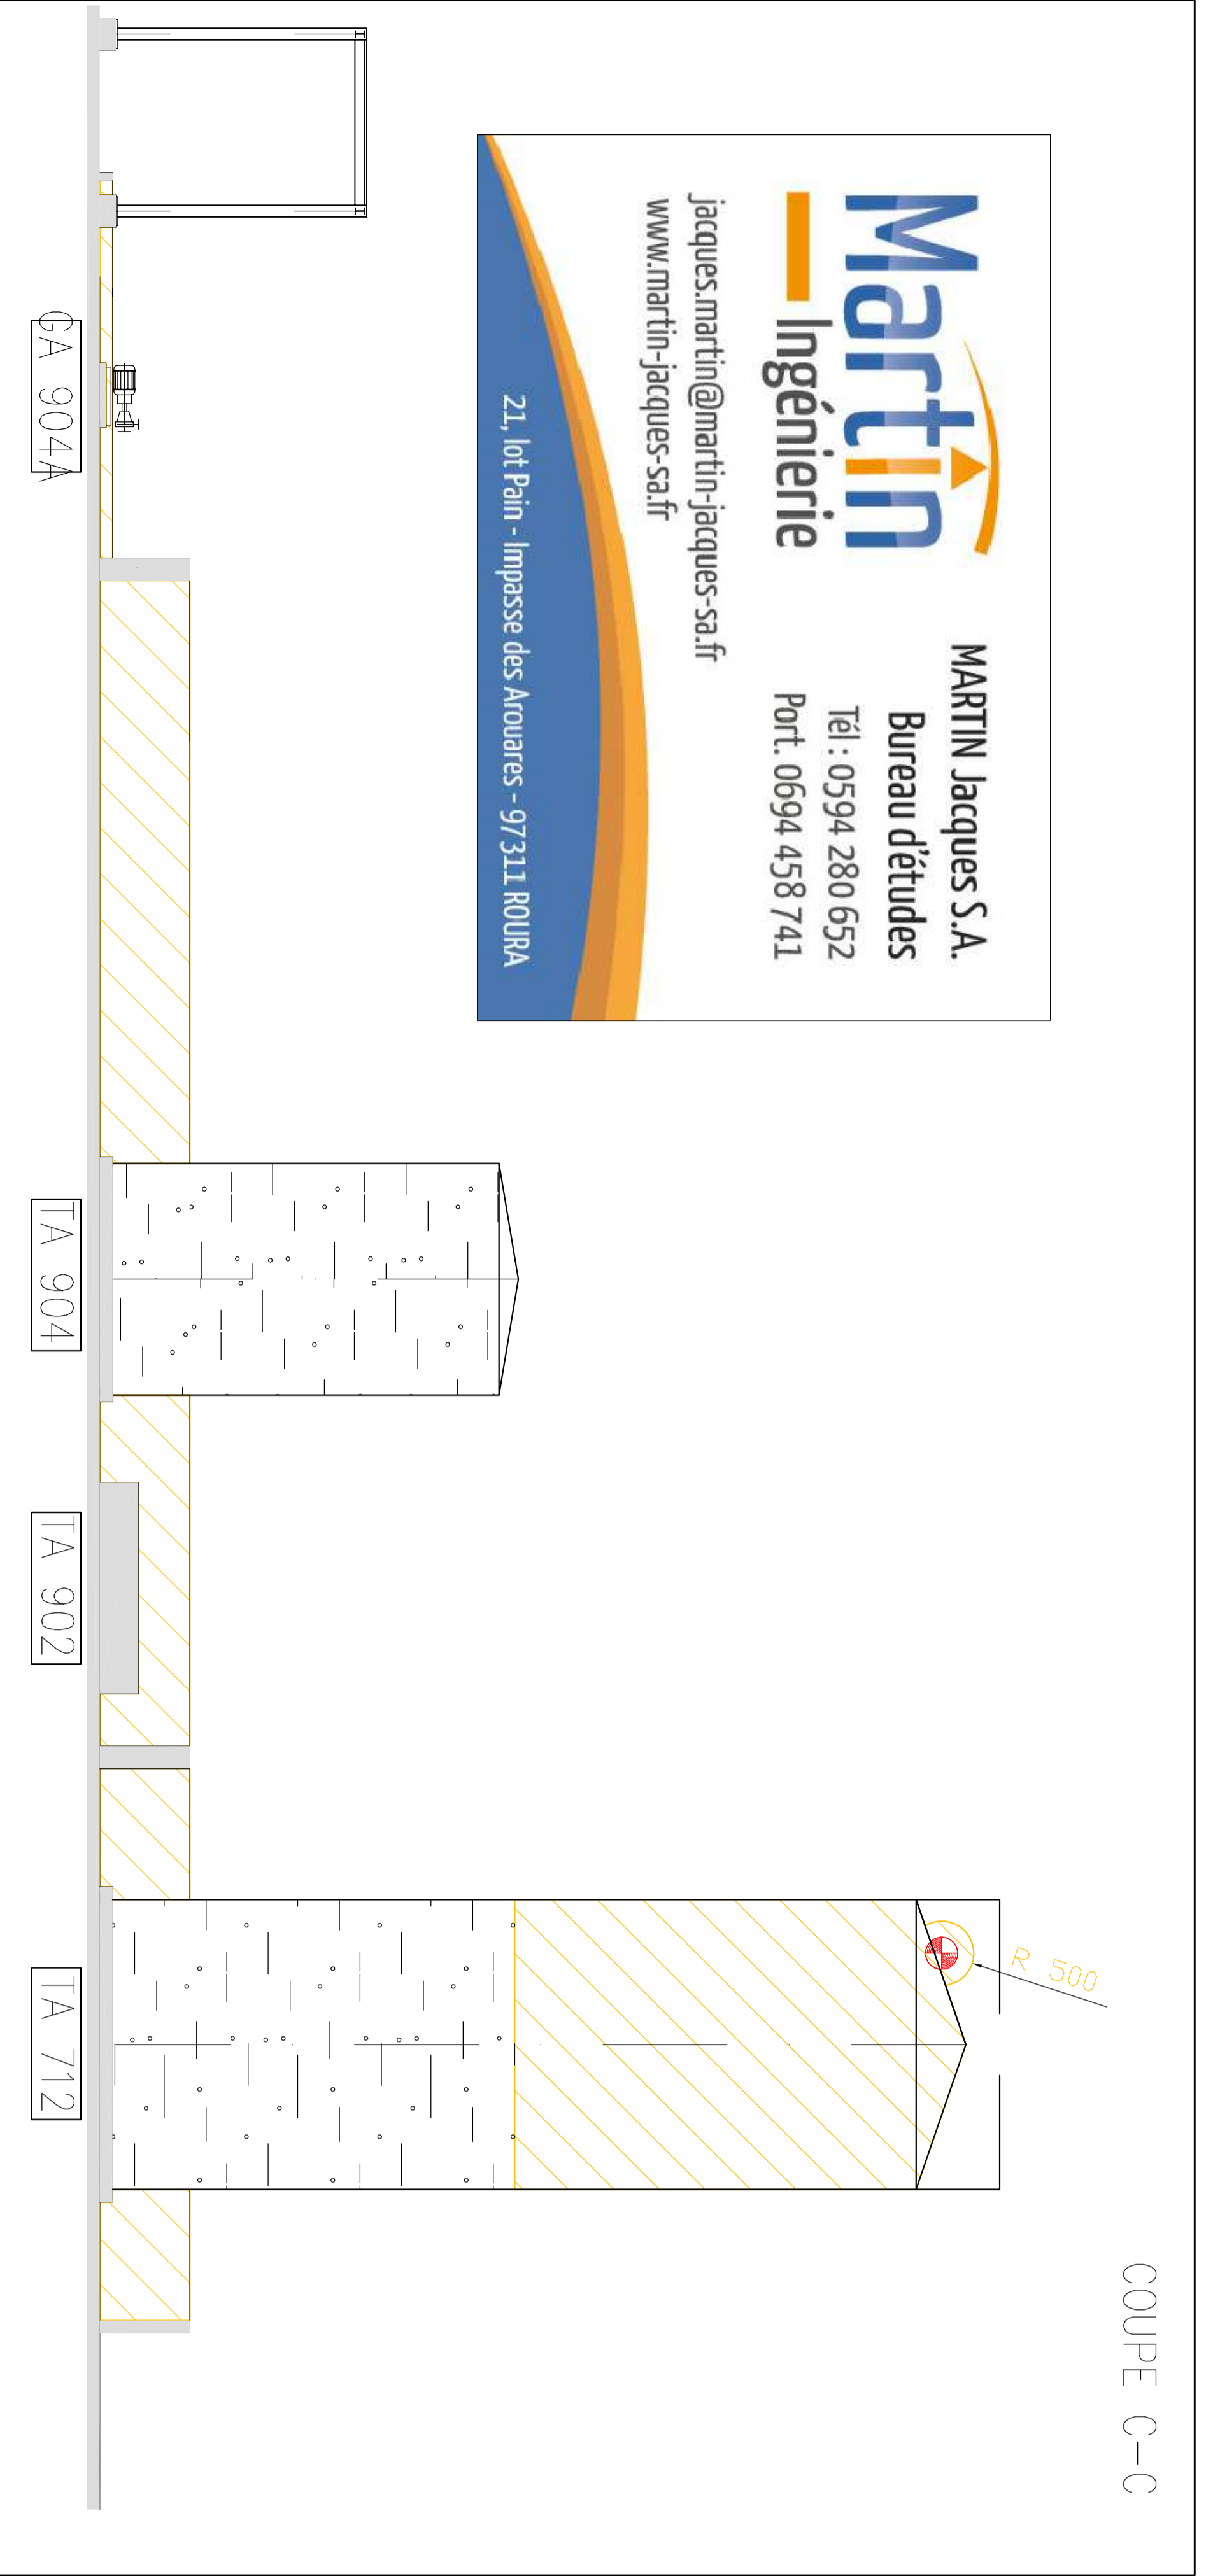 COUPE C-C
Martin
Ingénierie
MARTIN Jacques S.A.
Bureau d'études
Tél : 0594 280 652
Port. 0694 458 741
jacques.martin@martin-jacques-sa.fr
www.martin-jacques-sa.fr
21, lot Pain - Impasse des Arouares - 97311 ROURA
R 500
GA 904A
TA 904
TA 902
TA 712